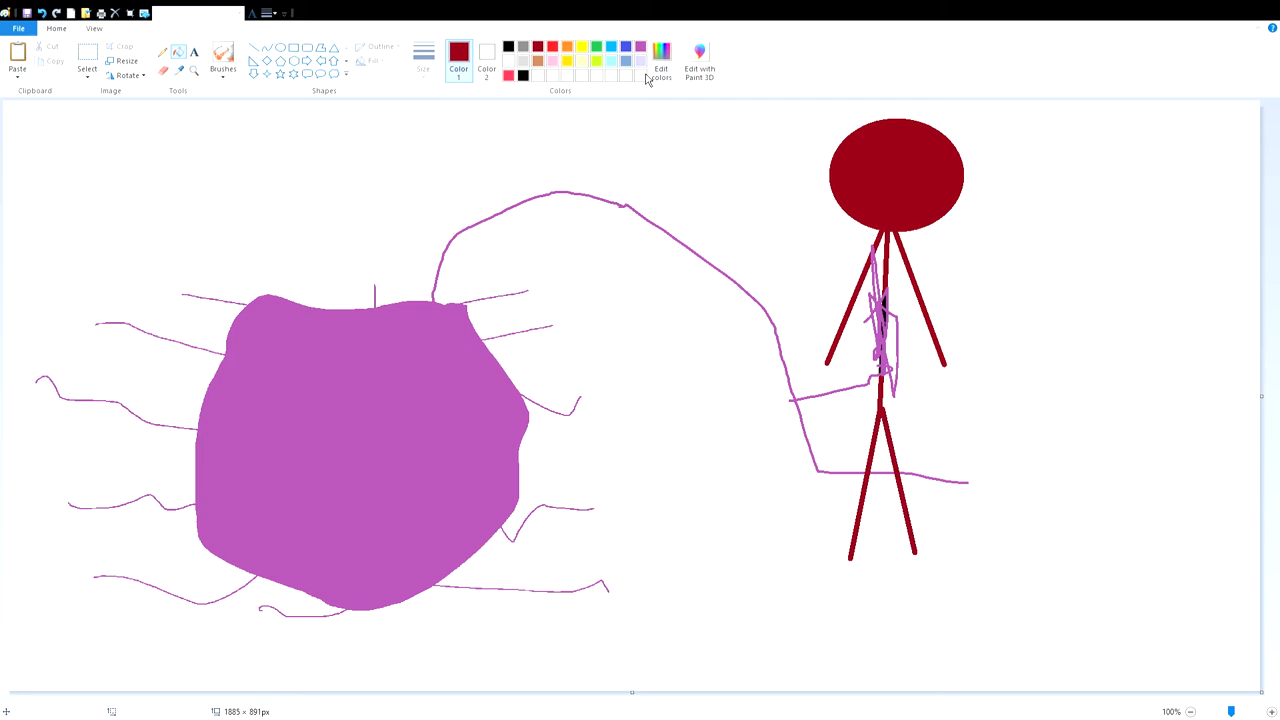 File Home View
Paste Cut Copy Clipboard
Select Crop Resize Rotate Image
A Tools
Brushes
Outline Fill Shapes
Size
Color 1
Color 2
Colors
Edit colors
Edit with Paint 3D
1885 × 891px
100%